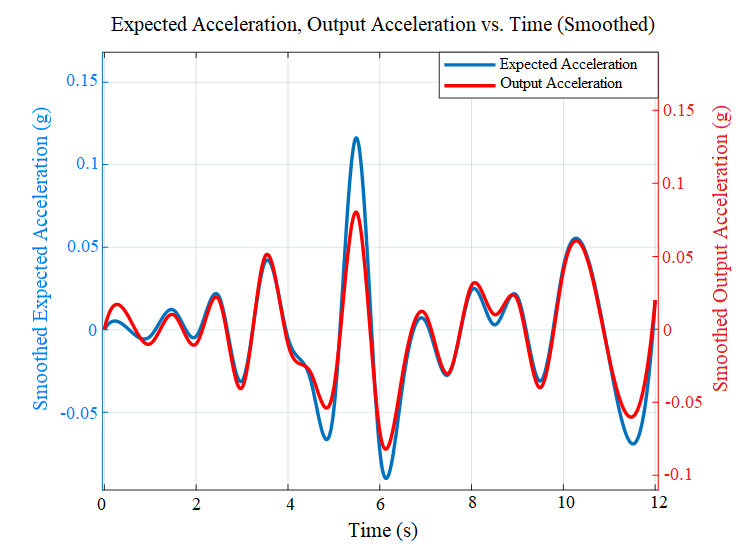 Expected Acceleration, Output Acceleration vs. Time (Smoothed)
Expected Acceleration
Output Acceleration
Smoothed Expected Acceleration (g)
0.15
0.1
0.05
0
-0.05
0.15
0.1
0.05
0
-0.05
-0.1
Smoothed Output Acceleration (g)
0 2 4 6 8 10 12
Time (s)